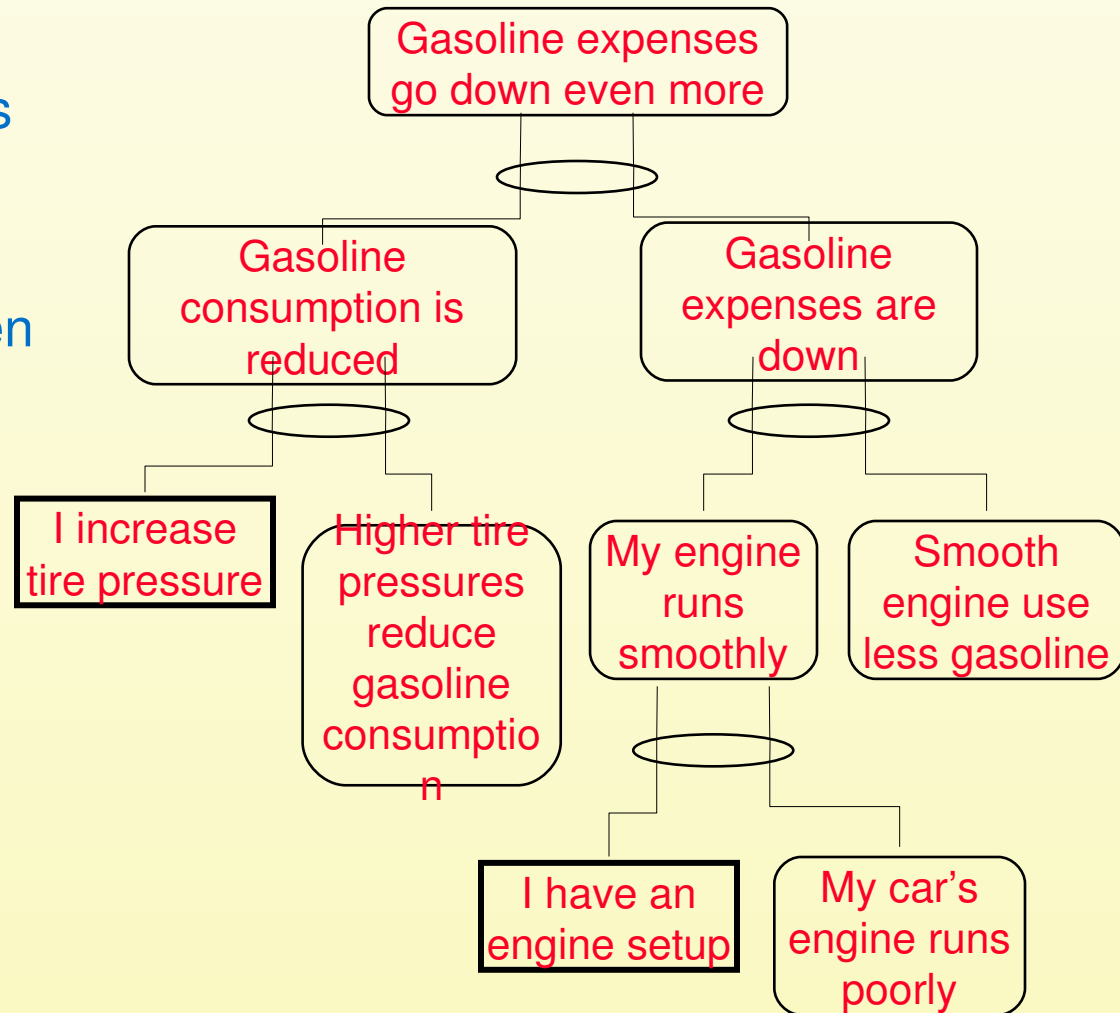 Gasoline expenses
go down even more
s
en
Gasoline
consumption is
reduced
Gasoline
expenses are
down
I increase
tire pressure
Higher tire
pressures
reduce
gasoline
consumptio
n
My engine
runs
smoothly
Smooth
engine use
less gasoline
I have an
engine setup
My car’s
engine runs
poorly